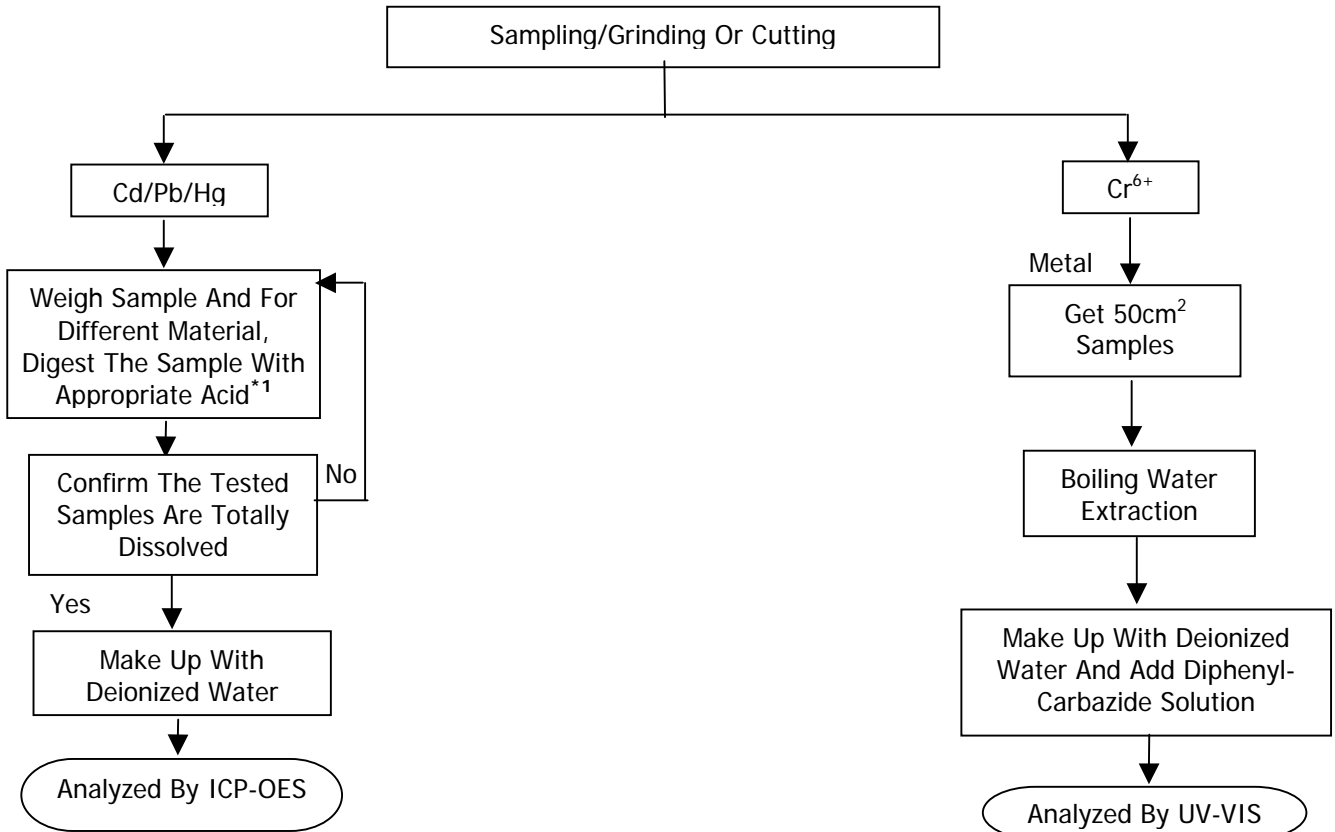 Sampling/Grinding Or Cutting
Cd/Pb/Hg
Weigh Sample And For
Different Material,
Digest The Sample With
Appropriate Acid*1
Confirm The Tested
Samples Are Totally
Dissolved
No
Yes
Make Up With
Deionized Water
Analyzed By ICP-OES
Cr6+
Metal
Get 50cm2
Samples
Boiling Water
Extraction
Make Up With Deionized
Water And Add Diphenyl-
Carbazide Solution
Analyzed By UV-VIS